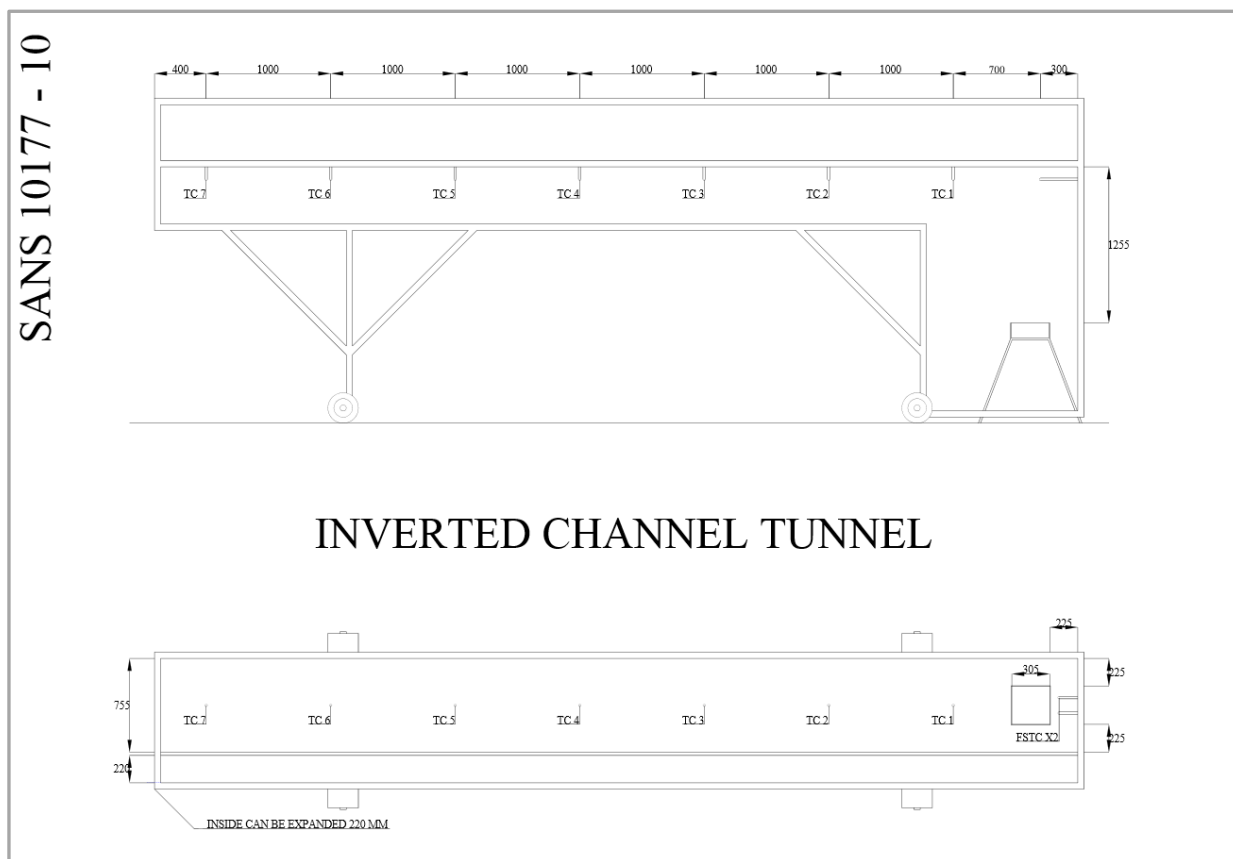 SANS 10177 - 10
400 1000 1000 1000 1000 1000 1000 700 300
TC.7 TC.6 TC.5 TC.4 TC.3 TC.2 TC.1
1255
INVERTED CHANNEL TUNNEL
225
305
225
755
TC.7 TC.6 TC.5 TC.4 TC.3 TC.2 TC.1
FSTC.X2
225
220
INSIDE CAN BE EXPANDED 220 MM